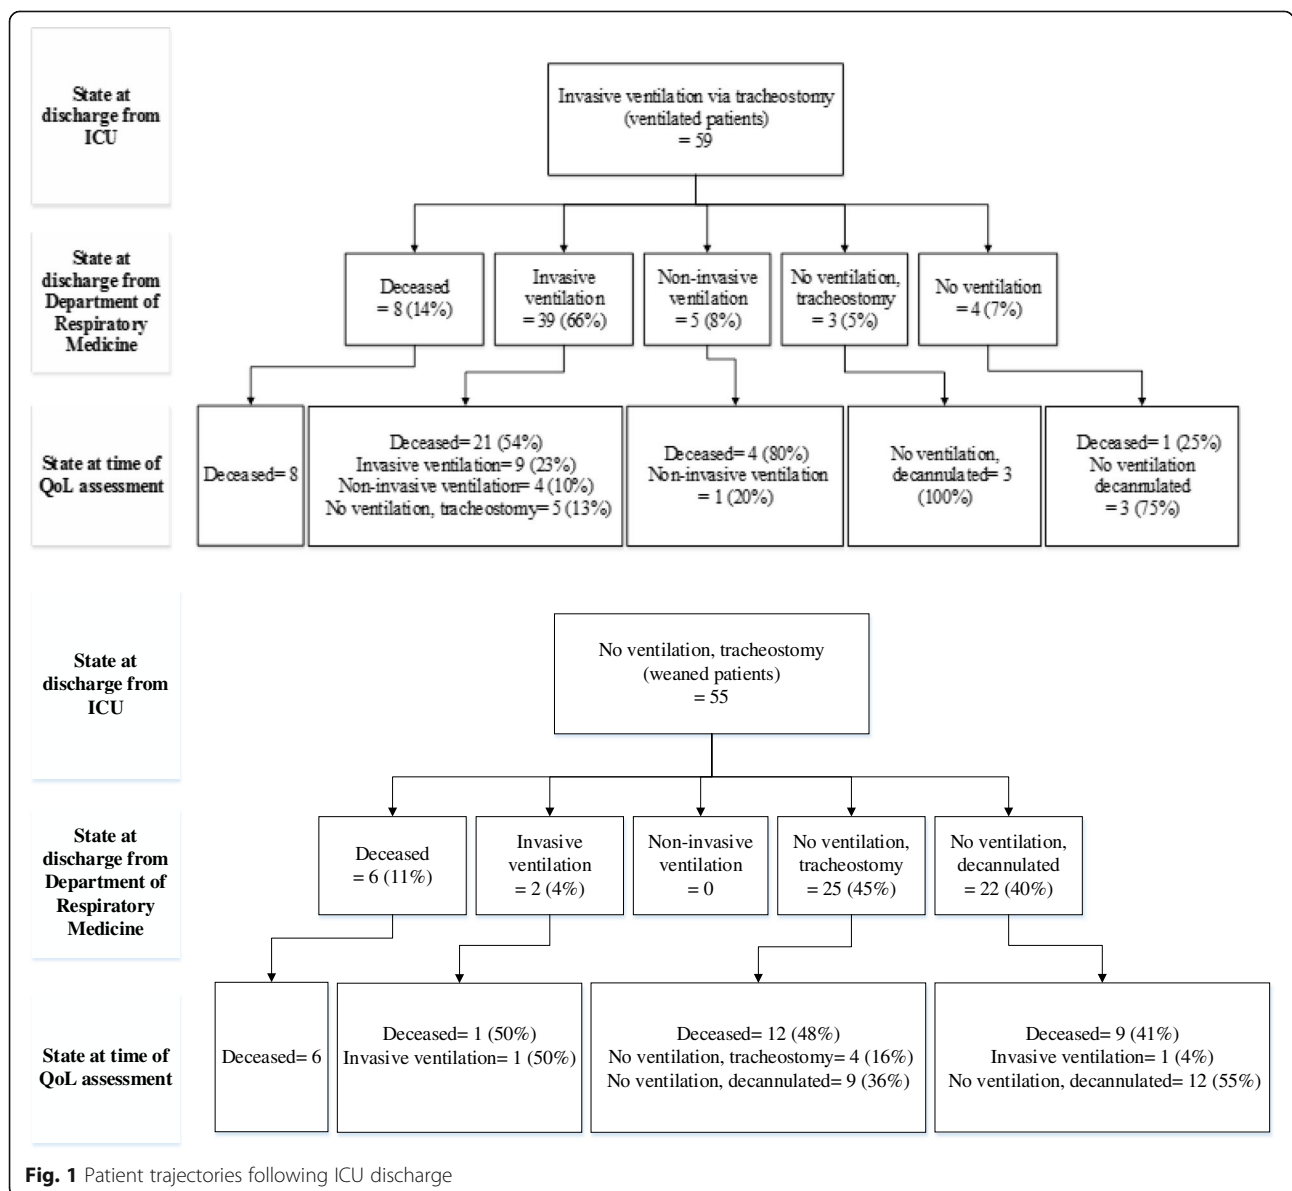 State at
discharge from
ICU
Invasive ventilation via tracheostomy
(ventilated patients)
= 59
State at
discharge from
Department of
Respiratory
Medicine
Deceased
= 8 (14%)
Invasive
ventilation
= 39 (66%)
Non-invasive
ventilation
= 5 (8%)
No ventilation,
tracheostomy
= 3 (5%)
No ventilation
= 4 (7%)
State at time of
QoL assessment
Deceased= 8
Deceased= 21 (54%)
Invasive ventilation= 9 (23%)
Non-invasive ventilation= 4 (10%)
No ventilation, tracheostomy= 5 (13%)
Deceased= 4 (80%)
Non-invasive ventilation
= 1 (20%)
No ventilation,
decannulated= 3
(100%)
Deceased= 1 (25%)
No ventilation
decannulated
= 3 (75%)
State at
discharge from
ICU
No ventilation, tracheostomy
(weaned patients)
= 55
State at
discharge from
Department of
Respiratory
Medicine
Deceased
= 6 (11%)
Invasive
ventilation
= 2 (4%)
Non-invasive
ventilation
= 0
No ventilation,
tracheostomy
= 25 (45%)
No ventilation,
decannulated
= 22 (40%)
State at time of
QoL assessment
Deceased= 6
Deceased= 1 (50%)
Invasive ventilation= 1 (50%)
Deceased= 12 (48%)
No ventilation, tracheostomy= 4 (16%)
No ventilation, decannulated= 9 (36%)
Deceased= 9 (41%)
Invasive ventilation= 1 (4%)
No ventilation, decannulated= 12 (55%)
Fig. 1 Patient trajectories following ICU discharge